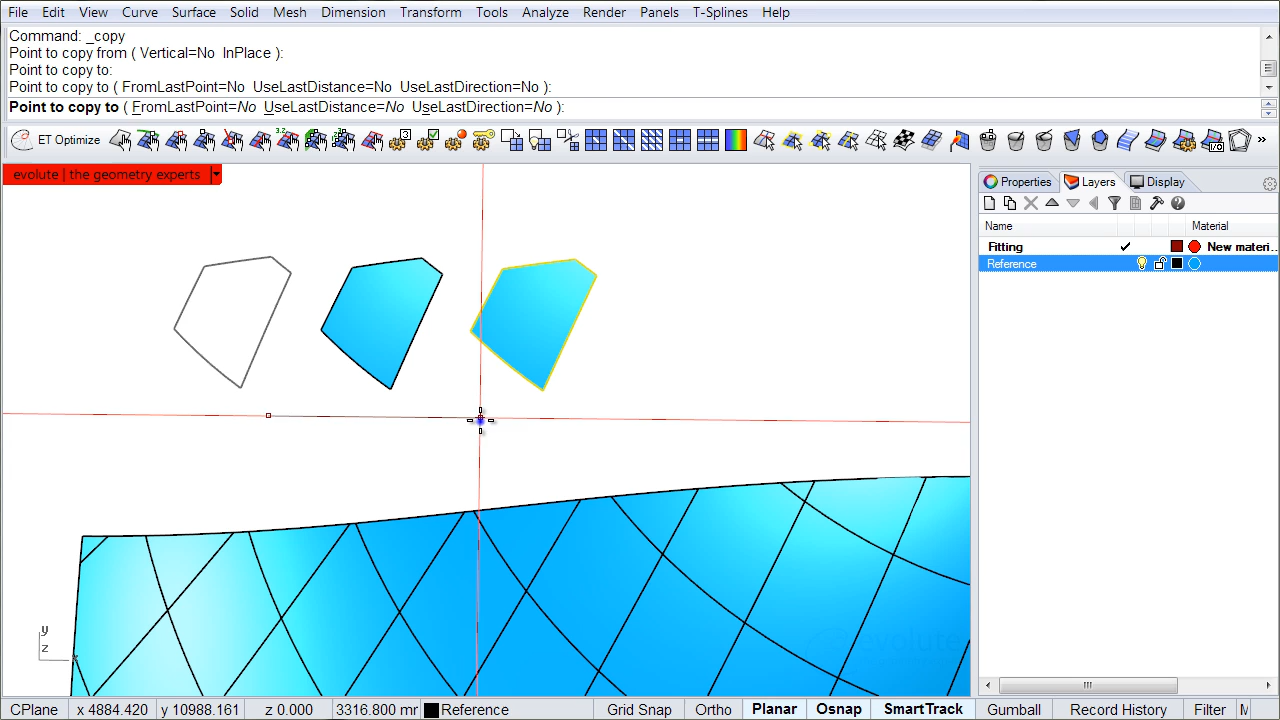 File Edit View Curve Surface Solid Mesh Dimension Transform Tools Analyze Render Panels T-Splines Help
Command: _copy
Point to copy from ( Vertical=No InPlace ):
Point to copy to:
Point to copy to ( FromLastPoint=No UseLastDistance=No UseLastDirection=No ):
Point to copy to ( FromLastPoint=No UseLastDistance=No UseLastDirection=No ):
ET Optimize
evolute | the geometry experts
Properties Layers Display
Name Material
Fitting New materi...
Reference
evolute
y
z
x
CPlane x 4884.420 y 10988.161 z 0.000 3316.800 mr Reference Grid Snap Ortho Planar Osnap SmartTrack Gumball Record History Filter M